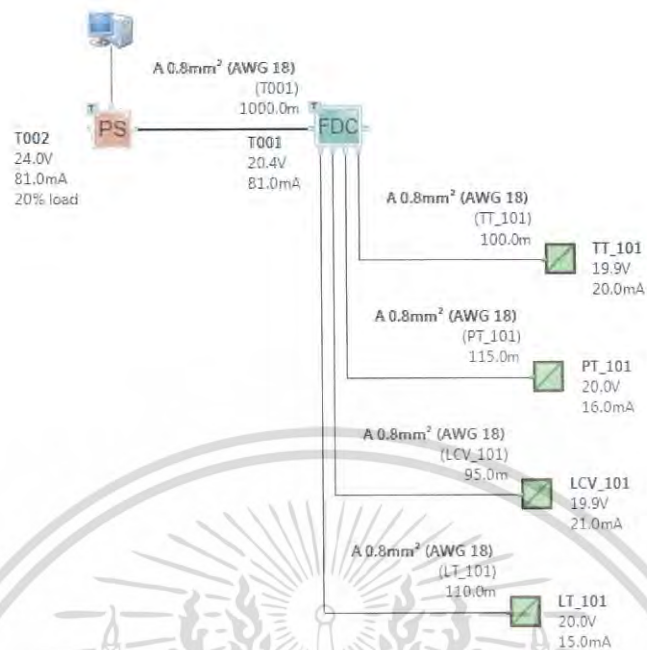 A 0.8mm² (AWG 18)
(T001)
1000.0m
T
PS
T
FDC
T002
24.0V
81.0mA
20% load
T001
20.4V
81.0mA
A 0.8mm² (AWG 18)
(TT_101)
100.0m
TT_101
19.9V
20.0mA
A 0.8mm² (AWG 18)
(PT_101)
115.0m
PT_101
20.0V
16.0mA
A 0.8mm² (AWG 18)
(LCV_101)
95.0m
LCV_101
19.9V
21.0mA
A 0.8mm² (AWG 18)
(LT_101)
110.0m
LT_101
20.0V
15.0mA